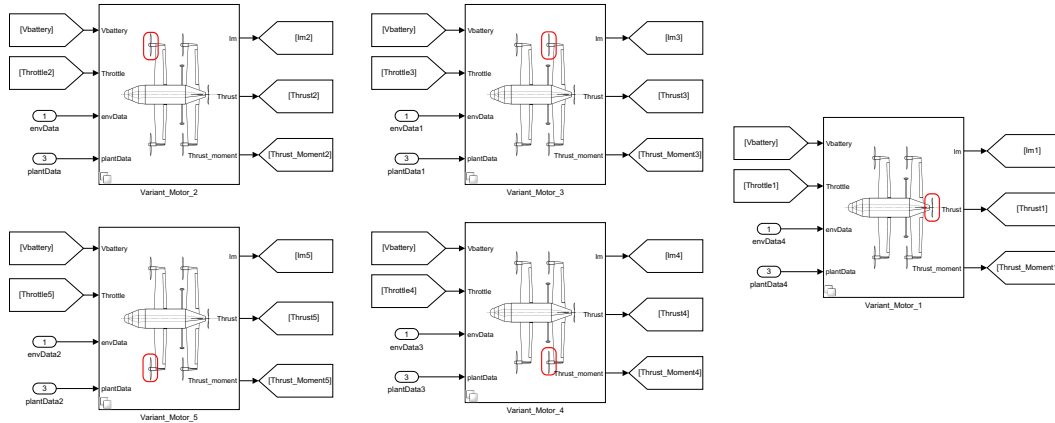 [Vbattery]
Vbattery
Im
[Im2]
[Throttle2]
Throttle
Thrust
[Thrust2]
1
envData
envData
3
plantData
plantData
Thrust_moment
[Thrust_Moment2]
Variant_Motor_2
[Vbattery]
Vbattery
Im
[Im3]
[Throttle3]
Throttle
Thrust
[Thrust3]
1
envData
envData1
3
plantData
plantData1
Thrust_moment
[Thrust_Moment3]
Variant_Motor_3
[Vbattery]
Vbattery
Im
[Im1]
[Throttle1]
Throttle
Thrust
[Thrust1]
1
envData
envData4
3
plantData
plantData4
Thrust_moment
[Thrust_Moment1
Variant_Motor_1
[Vbattery]
Vbattery
Im
[Im5]
[Throttle5]
Throttle
Thrust
[Thrust5]
1
envData
envData2
3
plantData
plantData2
Thrust_moment
[Thrust_Moment5]
Variant_Motor_5
[Vbattery]
Vbattery
Im
[Im4]
[Throttle4]
Throttle
Thrust
[Thrust4]
1
envData
envData3
3
plantData
plantData3
Thrust_moment
[Thrust_Moment4]
Variant_Motor_4